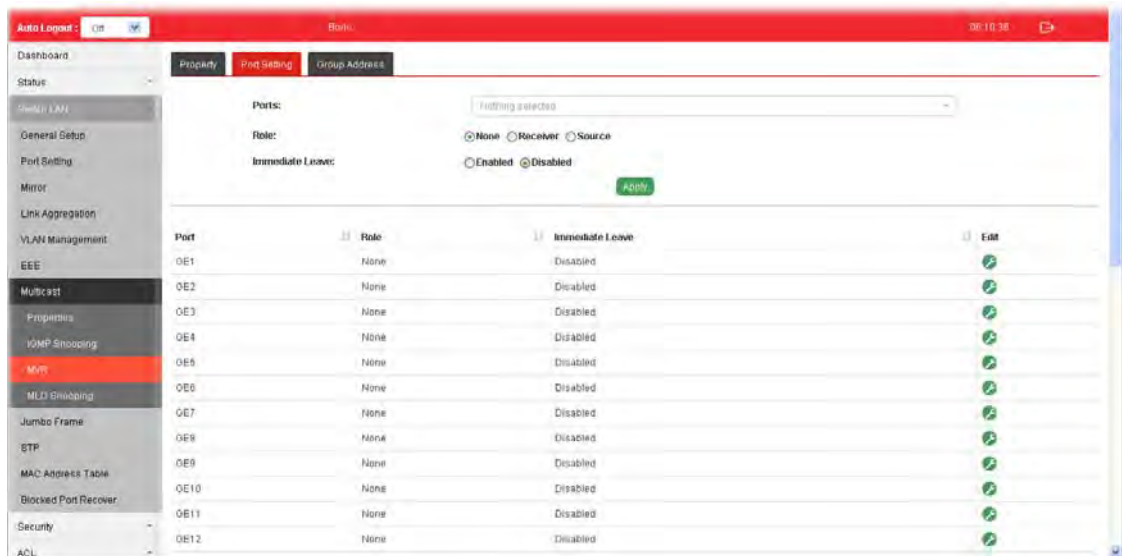 Auto Logout : Off
06:10:36
Dashboard
Status
Switch LAN
General Setup
Port Setting
Mirror
Link Aggregation
VLAN Management
EEE
Multicast
Properties
IGMP Snooping
MVR
MLD Snooping
Jumbo Frame
STP
MAC Address Table
Blocked Port Recover
Security
ACL
Property Port Setting Group Address
Ports: Nothing selected
Role: None Receiver Source
Immediate Leave: Enabled Disabled
Apply
Port Role Immediate Leave Edit
GE1 None Disabled
GE2 None Disabled
GE3 None Disabled
GE4 None Disabled
GE5 None Disabled
GE6 None Disabled
GE7 None Disabled
GE8 None Disabled
GE9 None Disabled
GE10 None Disabled
GE11 None Disabled
GE12 None Disabled